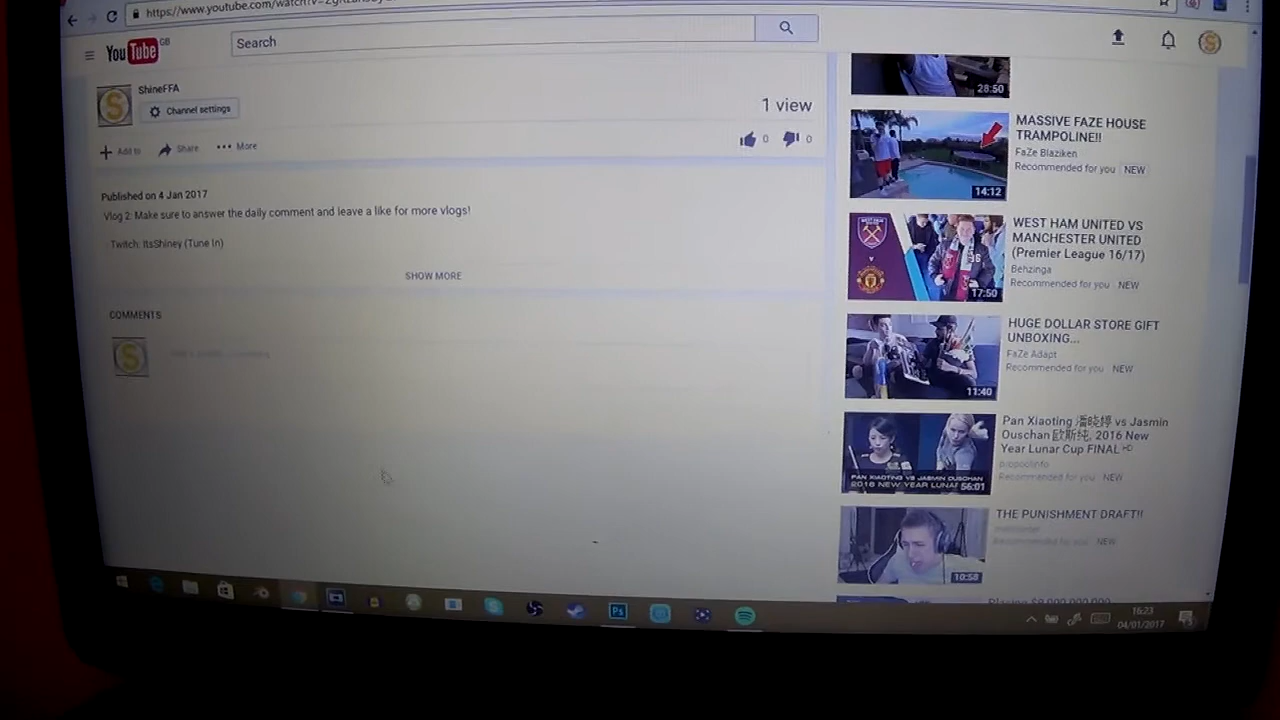 https://www.youtube.com/watch?v=
YouTube GB
Search
ShineFFA
Channel settings
1 view
Add to
Share
More
0
0
Published on 4 Jan 2017
Vlog 2: Make sure to answer the daily comment and leave a like for more vlogs!
Twitch: ItsShiney (Tune In)
SHOW MORE
COMMENTS
28:50
MASSIVE FAZE HOUSE
TRAMPOLINE!!
FaZe Blaziken
Recommended for you NEW
14:12
WEST HAM UNITED VS
MANCHESTER UNITED
(Premier League 16/17)
Behzinga
Recommended for you NEW
17:50
HUGE DOLLAR STORE GIFT
UNBOXING...
FaZe Adapt
Recommended for you NEW
11:40
Pan Xiaoting 潘晓婷 vs Jasmin
Ouschan 欧斯纯, 2016 New
Year Lunar Cup FINAL HD
Recommended for you NEW
PAN XIAOTING VS JASMIN OUSCHAN
2016 NEW YEAR LUNAR
56:01
THE PUNISHMENT DRAFT!!
Recommended for you NEW
10:58
Ps
16:23
04/01/2017